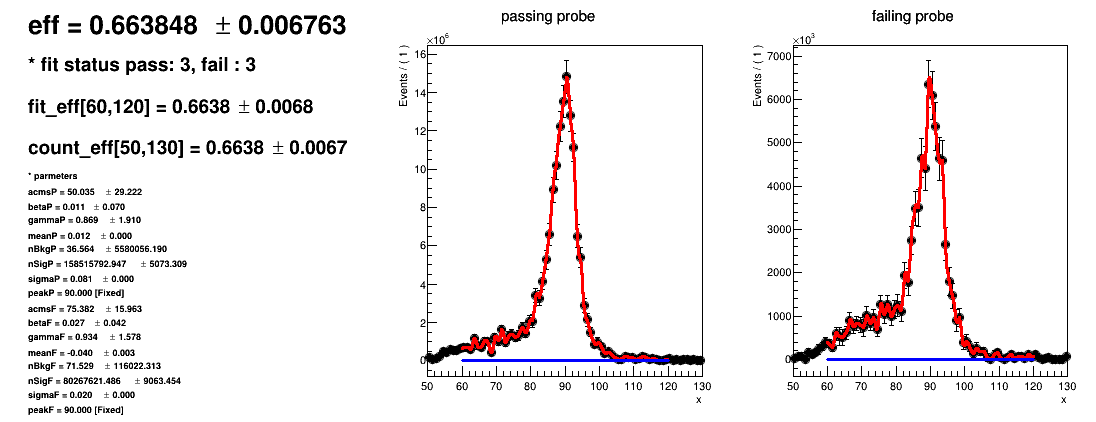 eff = 0.663848 ± 0.006763
* fit status pass: 3, fail : 3
fit_eff[60,120] = 0.6638 ± 0.0068
count_eff[50,130] = 0.6638 ± 0.0067
* parmeters
acmsP = 50.035 ± 29.222
betaP = 0.011 ± 0.070
gammaP = 0.869 ± 1.910
meanP = 0.012 ± 0.000
nBkgP = 36.564 ± 5580056.190
nSigP = 158515792.947 ± 5073.309
sigmaP = 0.081 ± 0.000
peakP = 90.000 [Fixed]
acmsF = 75.382 ± 15.963
betaF = 0.027 ± 0.042
gammaF = 0.934 ± 1.578
meanF = -0.040 ± 0.003
nBkgF = 71.529 ± 116022.313
nSigF = 80267621.486 ± 9063.454
sigmaF = 0.020 ± 0.000
peakF = 90.000 [Fixed]
passing probe
×10⁶
Events / ( 1 )
16
14
12
10
8
6
4
2
0
50 60 70 80 90 100 110 120 130
x
failing probe
×10³
Events / ( 1 )
7000
6000
5000
4000
3000
2000
1000
0
50 60 70 80 90 100 110 120 130
x